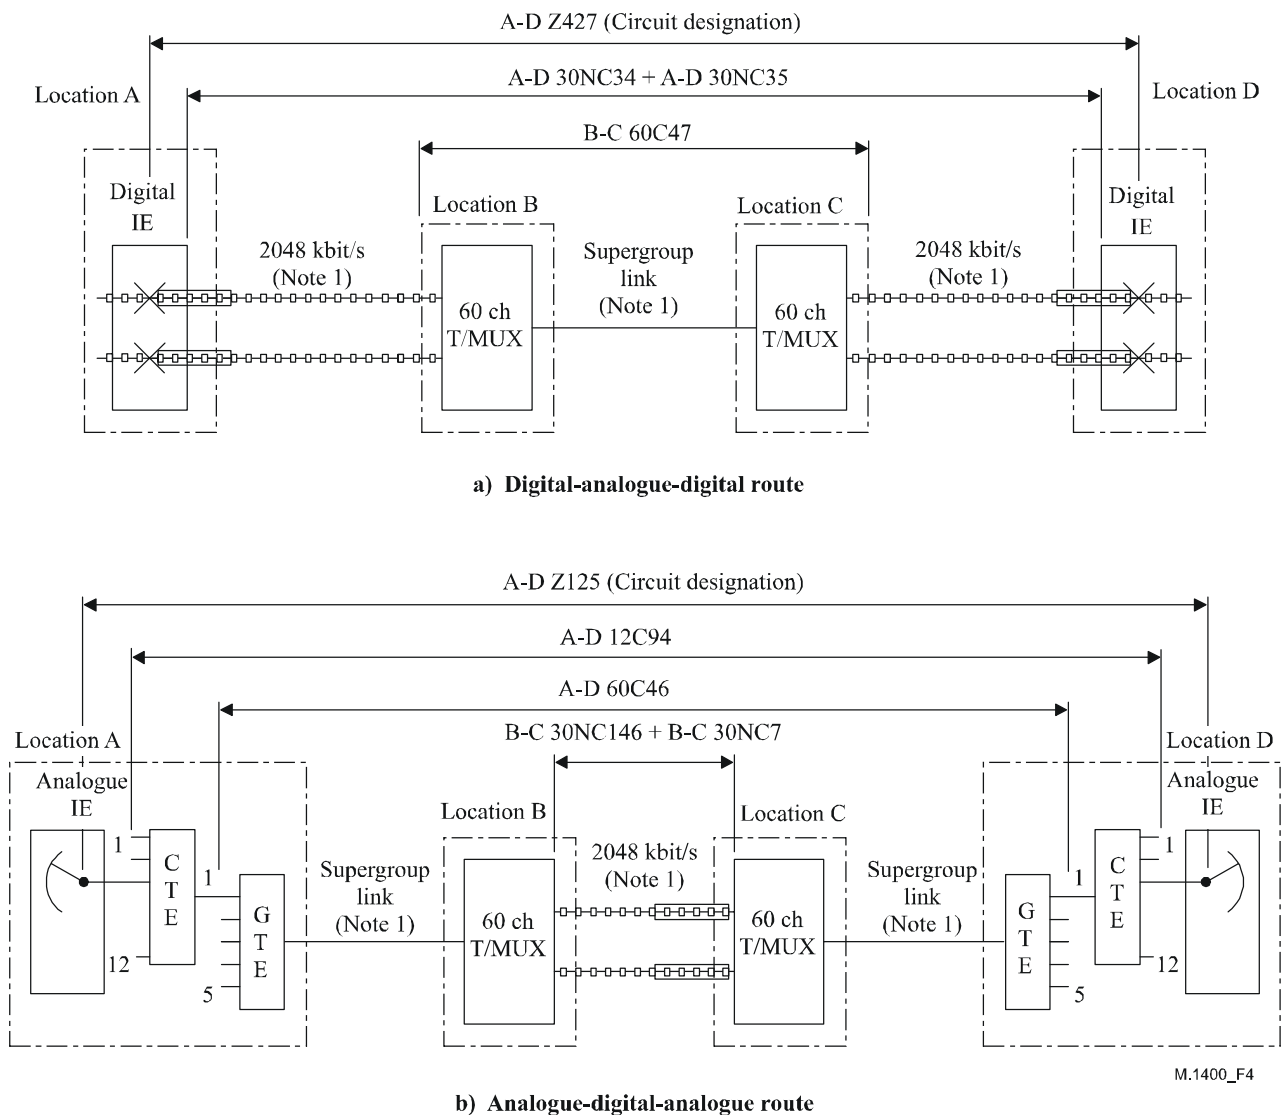 A-D Z427 (Circuit designation)
A-D 30NC34 + A-D 30NC35
Location A
Location D
B-C 60C47
Digital
IE
Location B
Location C
Digital
IE
2048 kbit/s
(Note 1)
Supergroup
link
(Note 1)
2048 kbit/s
(Note 1)
60 ch
T/MUX
60 ch
T/MUX
a) Digital-analogue-digital route
A-D Z125 (Circuit designation)
A-D 12C94
A-D 60C46
B-C 30NC146 + B-C 30NC7
Location A
Location D
Analogue
IE
Location B
Location C
Analogue
IE
1
C
T
E
12
1
G
T
E
5
Supergroup
link
(Note 1)
60 ch
T/MUX
2048 kbit/s
(Note 1)
60 ch
T/MUX
Supergroup
link
(Note 1)
G
T
E
1
5
C
T
E
1
12
M.1400_F4
b) Analogue-digital-analogue route